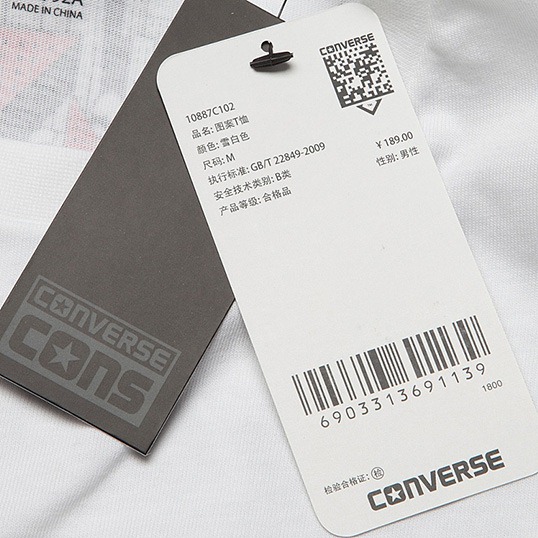 MADE IN CHINA
CONVERSE
CONS
CONVERSE
10887C102
品名: 图案T恤
颜色: 雪白色
尺码: M
¥ 189.00
执行标准: GB/T 22849-2009
性别: 男性
安全技术类别: B类
产品等级: 合格品
6903313691139
1800
检验合格证: 检
CONVERSE